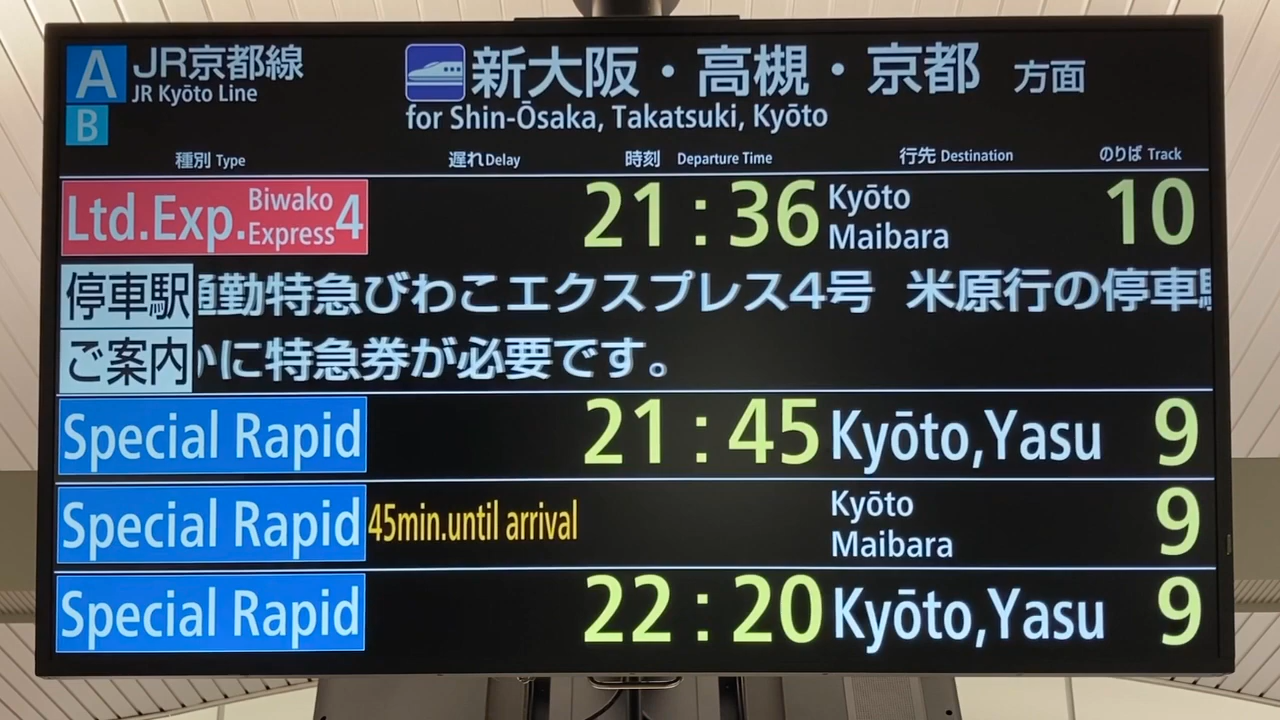 A JR京都線 新大阪・高槻・京都 方面
JR Kyōto Line for Shin-Ōsaka, Takatsuki, Kyōto
B
種別 Type 遅れ Delay 時刻 Departure Time 行先 Destination のりば Track
Ltd.Exp. Biwako Express 4 21:36 Kyōto Maibara 10
停車駅 通勤特急びわこエクスプレス4号 米原行の停車駅
ご案内 かに特急券が必要です。
Special Rapid 21:45 Kyōto,Yasu 9
Special Rapid 45min.until arrival Kyōto Maibara 9
Special Rapid 22:20 Kyōto,Yasu 9